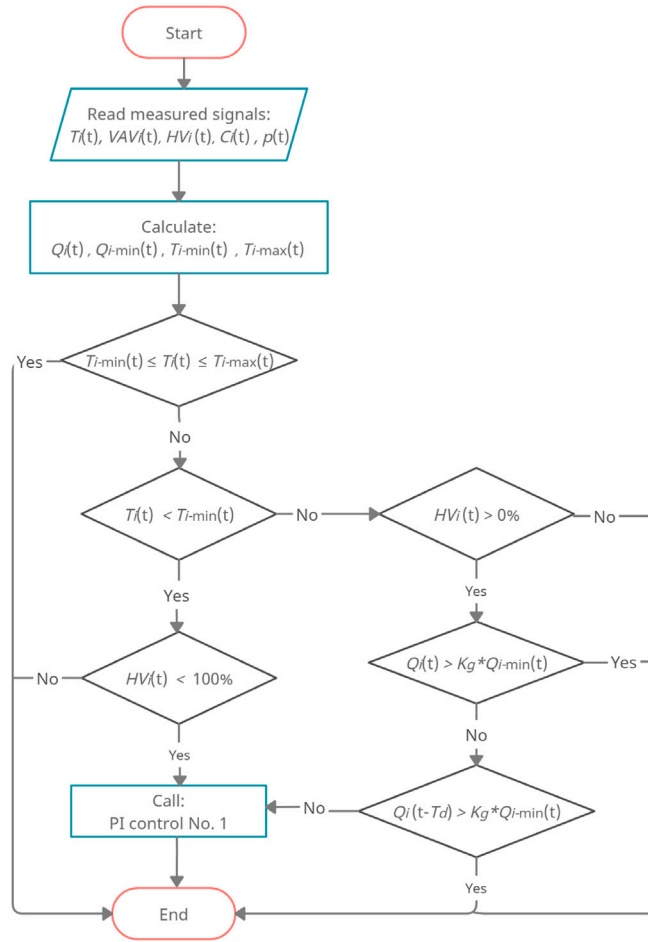 Start
Read measured signals:
Ti(t), VAVi(t), HVi (t), Ci(t) , p(t)
Calculate:
Qi(t) , Qi-min(t) , Ti-min(t) , Ti-max(t)
Yes
Ti-min(t) ≤ Ti(t) ≤ Ti-max(t)
No
Ti(t) < Ti-min(t)
No
HVi (t) > 0%
No
Yes
Yes
HVi(t) < 100%
No
Qi(t) > Kg*Qi-min(t)
Yes
Yes
No
Call:
PI control No. 1
No
Qi (t-Td) > Kg*Qi-min(t)
Yes
End